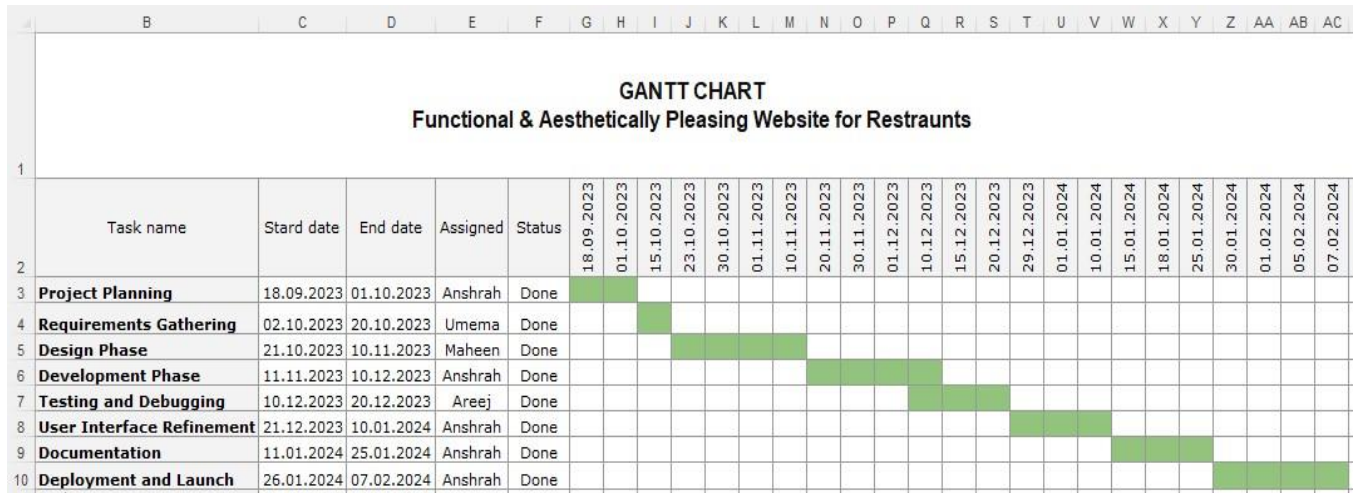 B C D E F G H I J K L M N O P Q R S T U V W X Y Z AA AB AC
GANTT CHART
Functional & Aesthetically Pleasing Website for Restraunts
1
2 Task name Stard date End date Assigned Status 18.09.2023 01.10.2023 15.10.2023 23.10.2023 30.10.2023 01.11.2023 10.11.2023 20.11.2023 30.11.2023 01.12.2023 10.12.2023 15.12.2023 20.12.2023 29.12.2023 01.01.2024 10.01.2024 15.01.2024 18.01.2024 25.01.2024 30.01.2024 01.02.2024 05.02.2024 07.02.2024
3 Project Planning 18.09.2023 01.10.2023 Anshrah Done
4 Requirements Gathering 02.10.2023 20.10.2023 Umema Done
5 Design Phase 21.10.2023 10.11.2023 Maheen Done
6 Development Phase 11.11.2023 10.12.2023 Anshrah Done
7 Testing and Debugging 10.12.2023 20.12.2023 Areej Done
8 User Interface Refinement 21.12.2023 10.01.2024 Anshrah Done
9 Documentation 11.01.2024 25.01.2024 Anshrah Done
10 Deployment and Launch 26.01.2024 07.02.2024 Anshrah Done